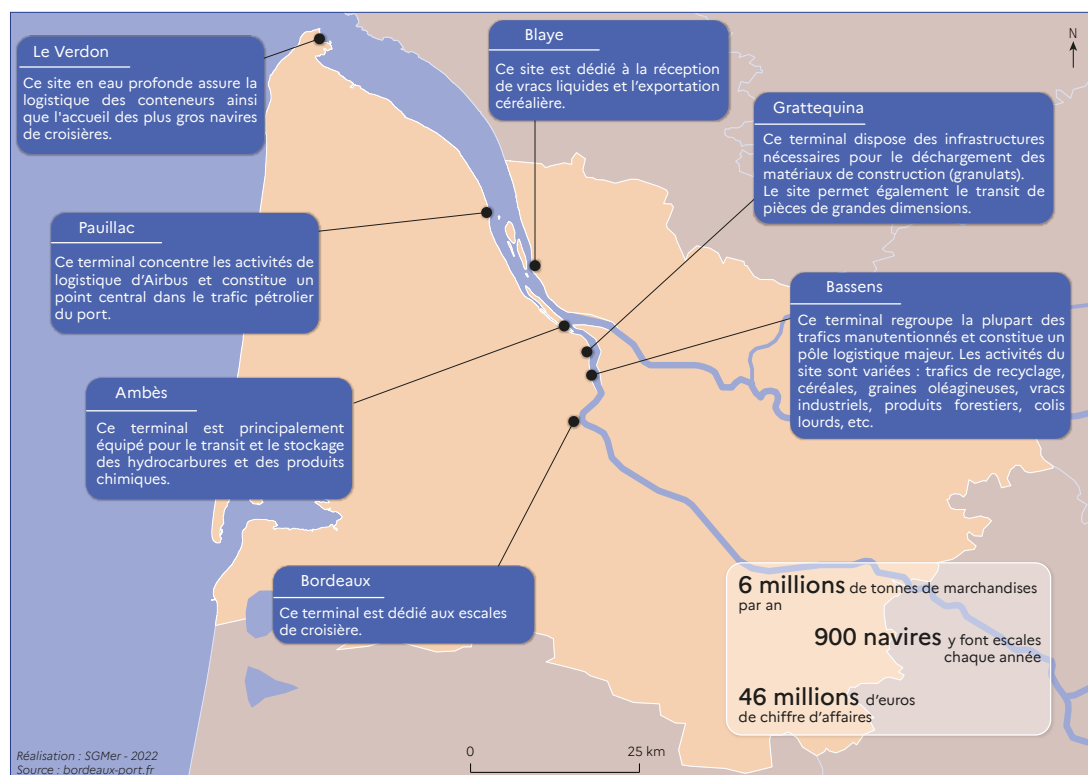 Le Verdon
Ce site en eau profonde assure la
logistique des conteneurs ainsi
que l'accueil des plus gros navires
de croisières.
Blaye
Ce site est dédié à la réception
de vracs liquides et l'exportation
céréalière.
N
Grattequina
Ce terminal dispose des infrastructures
nécessaires pour le déchargement des
matériaux de construction (granulats).
Le site permet également le transit de
pièces de grandes dimensions.
Pauillac
Ce terminal concentre les activités de
logistique d'Airbus et constitue un
point central dans le trafic pétrolier
du port.
Bassens
Ce terminal regroupe la plupart des
trafics manutentionnés et constitue un
pôle logistique majeur. Les activités du
site sont variées : trafics de recyclage,
céréales, graines oléagineuses, vracs
industriels, produits forestiers, colis
lourds, etc.
Ambès
Ce terminal est principalement
équipé pour le transit et le stockage
des hydrocarbures et des produits
chimiques.
Bordeaux
Ce terminal est dédié aux escales
de croisière.
6 millions de tonnes de marchandises
par an
900 navires y font escales
chaque année
46 millions d'euros
de chiffre d'affaires
Réalisation : SGMer - 2022
Source : bordeaux-port.fr
0 25 km